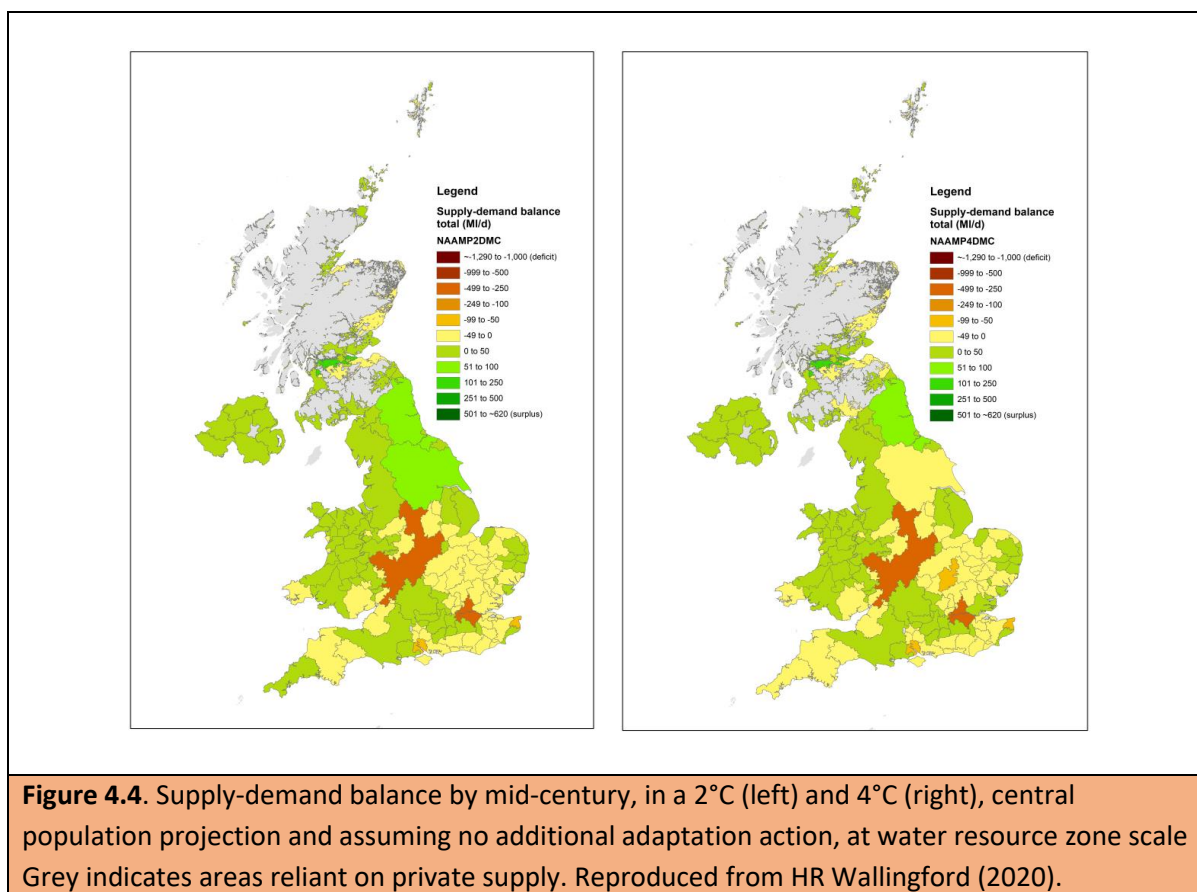 Legend
Supply-demand balance
total (Ml/d)
NAAMP2DMC
~-1,290 to -1,000 (deficit)
-999 to -500
-499 to -250
-249 to -100
-99 to -50
-49 to 0
0 to 50
51 to 100
101 to 250
251 to 500
501 to ~620 (surplus)
Legend
Supply-demand balance
total (Ml/d)
NAAMP4DMC
~-1,290 to -1,000 (deficit)
-999 to -500
-499 to -250
-249 to -100
-99 to -50
-49 to 0
0 to 50
51 to 100
101 to 250
251 to 500
501 to ~620 (surplus)
Figure 4.4. Supply-demand balance by mid-century, in a 2°C (left) and 4°C (right), central
population projection and assuming no additional adaptation action, at water resource zone scale
Grey indicates areas reliant on private supply. Reproduced from HR Wallingford (2020).